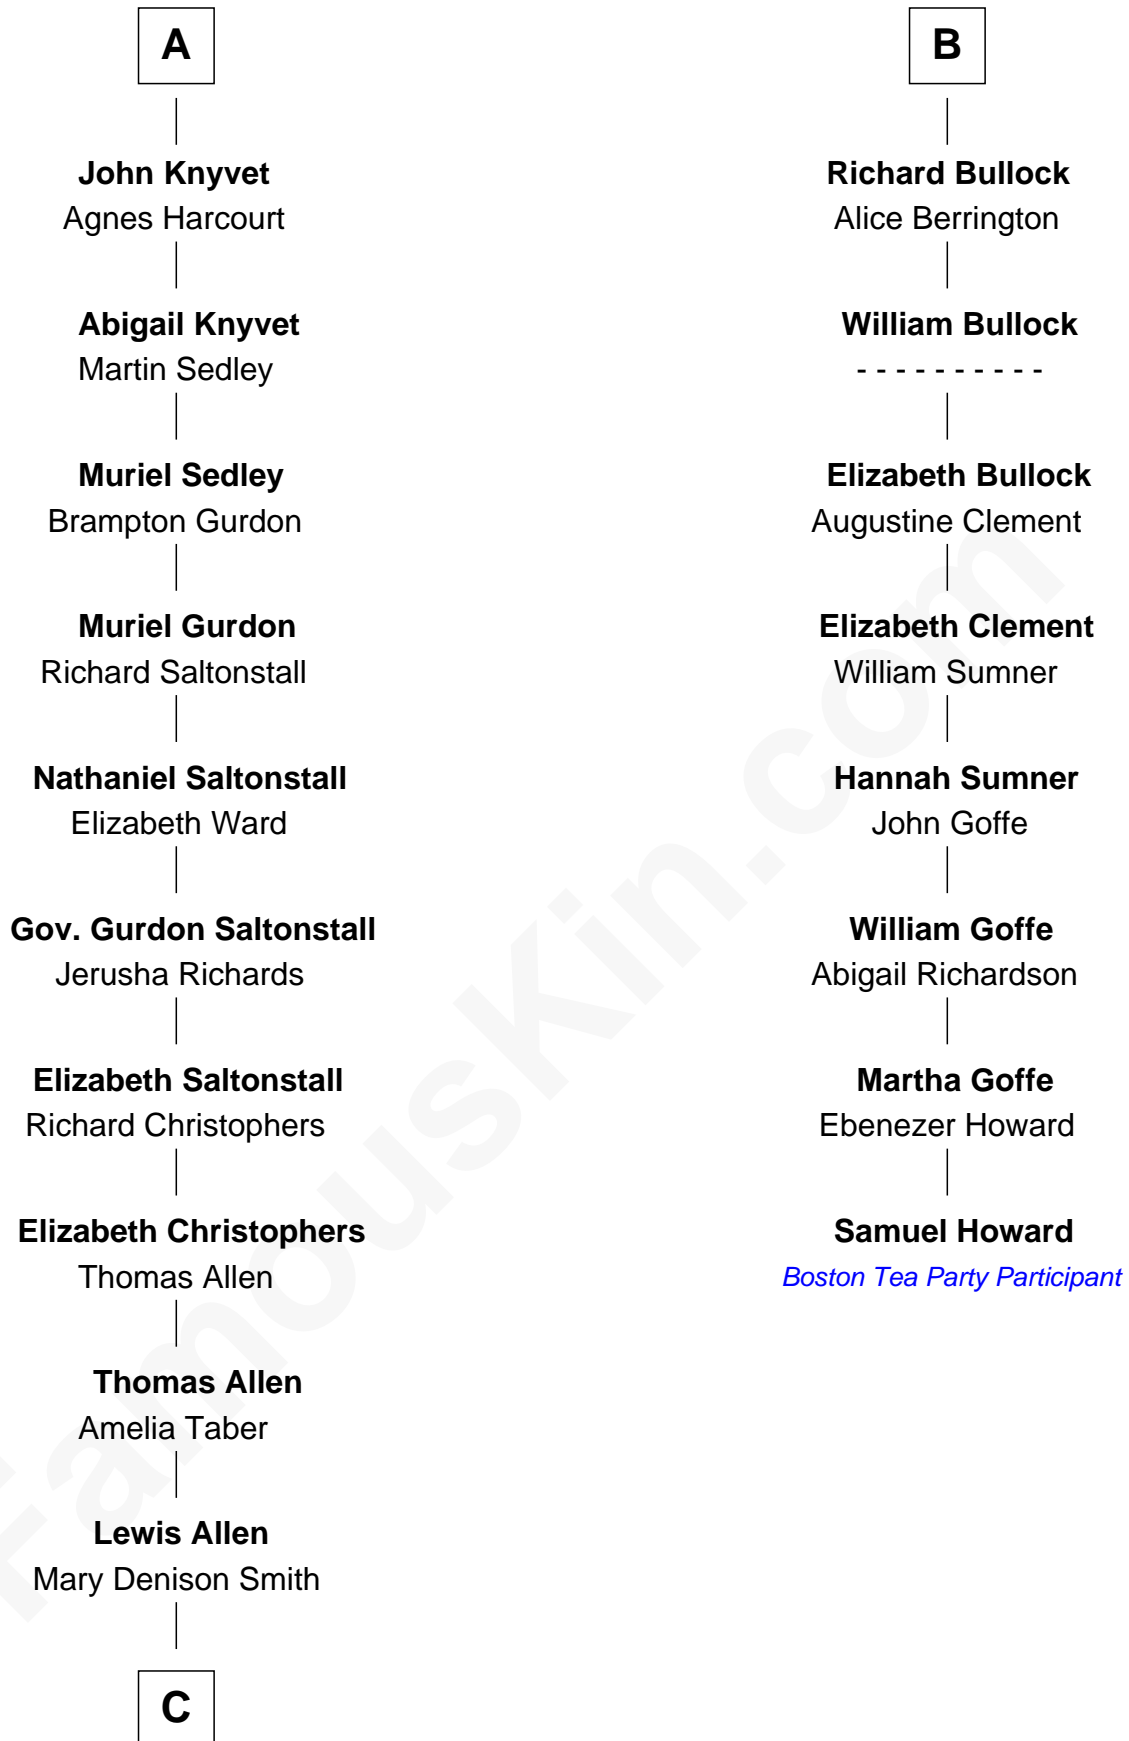 A
John Knyvet
Agnes Harcourt
Abigail Knyvet
Martin Sedley
Muriel Sedley
Brampton Gurdon
Muriel Gurdon
Richard Saltonstall
Nathaniel Saltonstall
Elizabeth Ward
Gov. Gurdon Saltonstall
Jerusha Richards
Elizabeth Saltonstall
Richard Christophers
Elizabeth Christophers
Thomas Allen
Thomas Allen
Amelia Taber
Lewis Allen
Mary Denison Smith
C
B
Richard Bullock
Alice Berrington
William Bullock
- - - - - - - - - -
Elizabeth Bullock
Augustine Clement
Elizabeth Clement
William Sumner
Hannah Sumner
John Goffe
William Goffe
Abigail Richardson
Martha Goffe
Ebenezer Howard
Samuel Howard
Boston Tea Party Participant
FamousKin.com